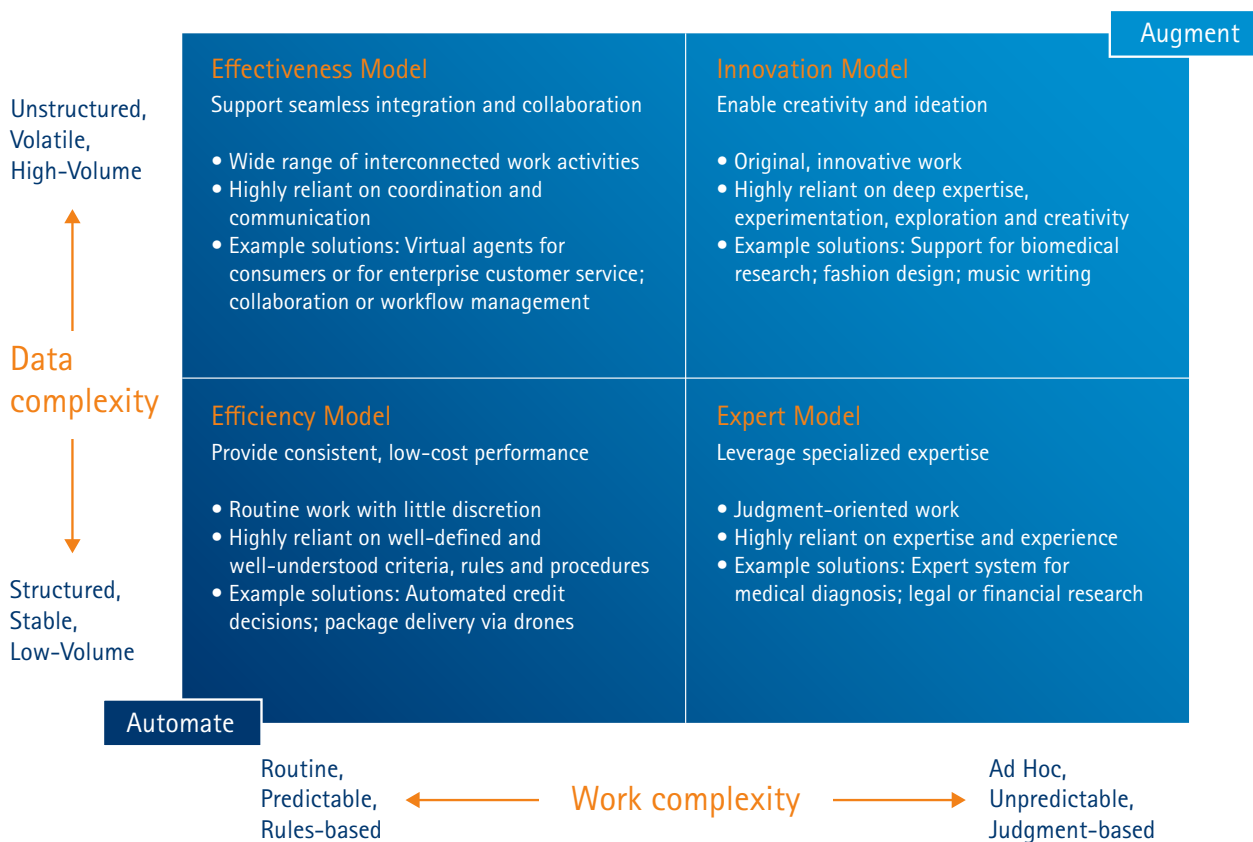 Augment
Unstructured,
Volatile,
High-Volume
Effectiveness Model
Support seamless integration and collaboration
• Wide range of interconnected work activities
• Highly reliant on coordination and
communication
• Example solutions: Virtual agents for
consumers or for enterprise customer service;
collaboration or workflow management
Innovation Model
Enable creativity and ideation
• Original, innovative work
• Highly reliant on deep expertise,
experimentation, exploration and creativity
• Example solutions: Support for biomedical
research; fashion design; music writing
Data
complexity
Efficiency Model
Provide consistent, low-cost performance
• Routine work with little discretion
• Highly reliant on well-defined and
well-understood criteria, rules and procedures
• Example solutions: Automated credit
decisions; package delivery via drones
Expert Model
Leverage specialized expertise
• Judgment-oriented work
• Highly reliant on expertise and experience
• Example solutions: Expert system for
medical diagnosis; legal or financial research
Structured,
Stable,
Low-Volume
Automate
Routine,
Predictable,
Rules-based
Work complexity
Ad Hoc,
Unpredictable,
Judgment-based